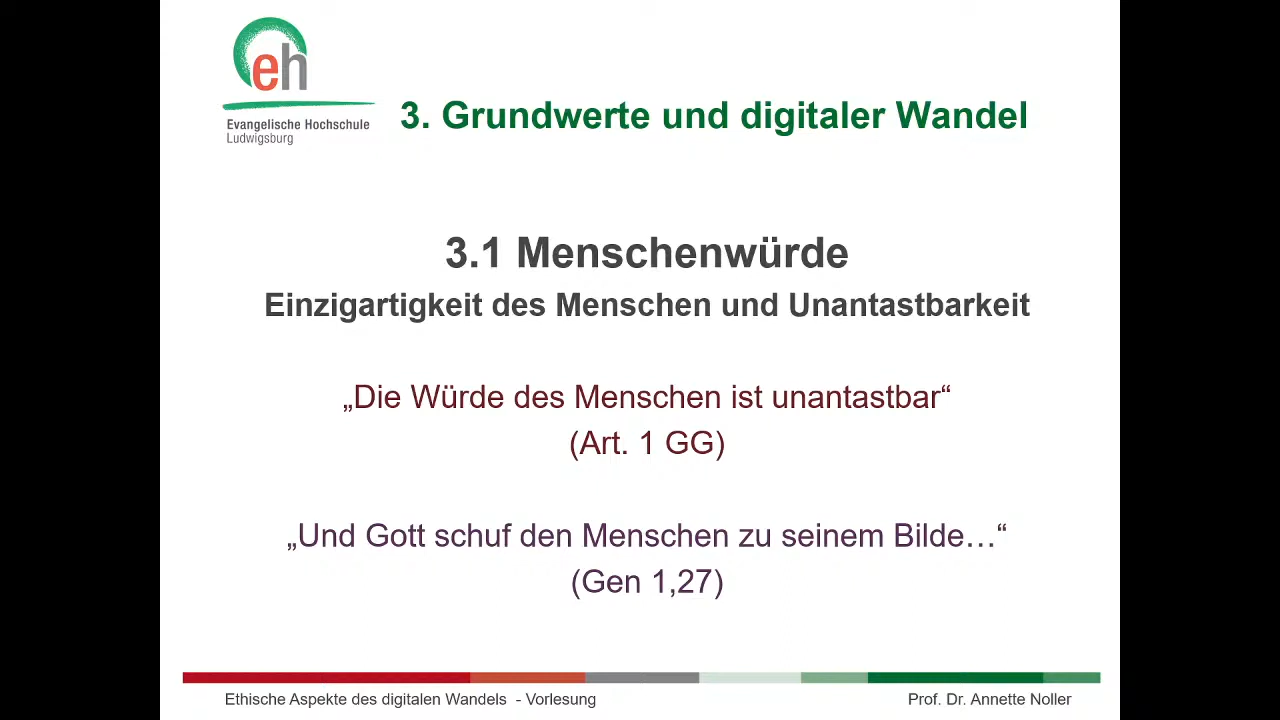 eh
Evangelische Hochschule
Ludwigsburg
3. Grundwerte und digitaler Wandel
3.1 Menschenwürde
Einzigartigkeit des Menschen und Unantastbarkeit
„Die Würde des Menschen ist unantastbar“
(Art. 1 GG)
„Und Gott schuf den Menschen zu seinem Bilde…“
(Gen 1,27)
Ethische Aspekte des digitalen Wandels - Vorlesung
Prof. Dr. Annette Noller